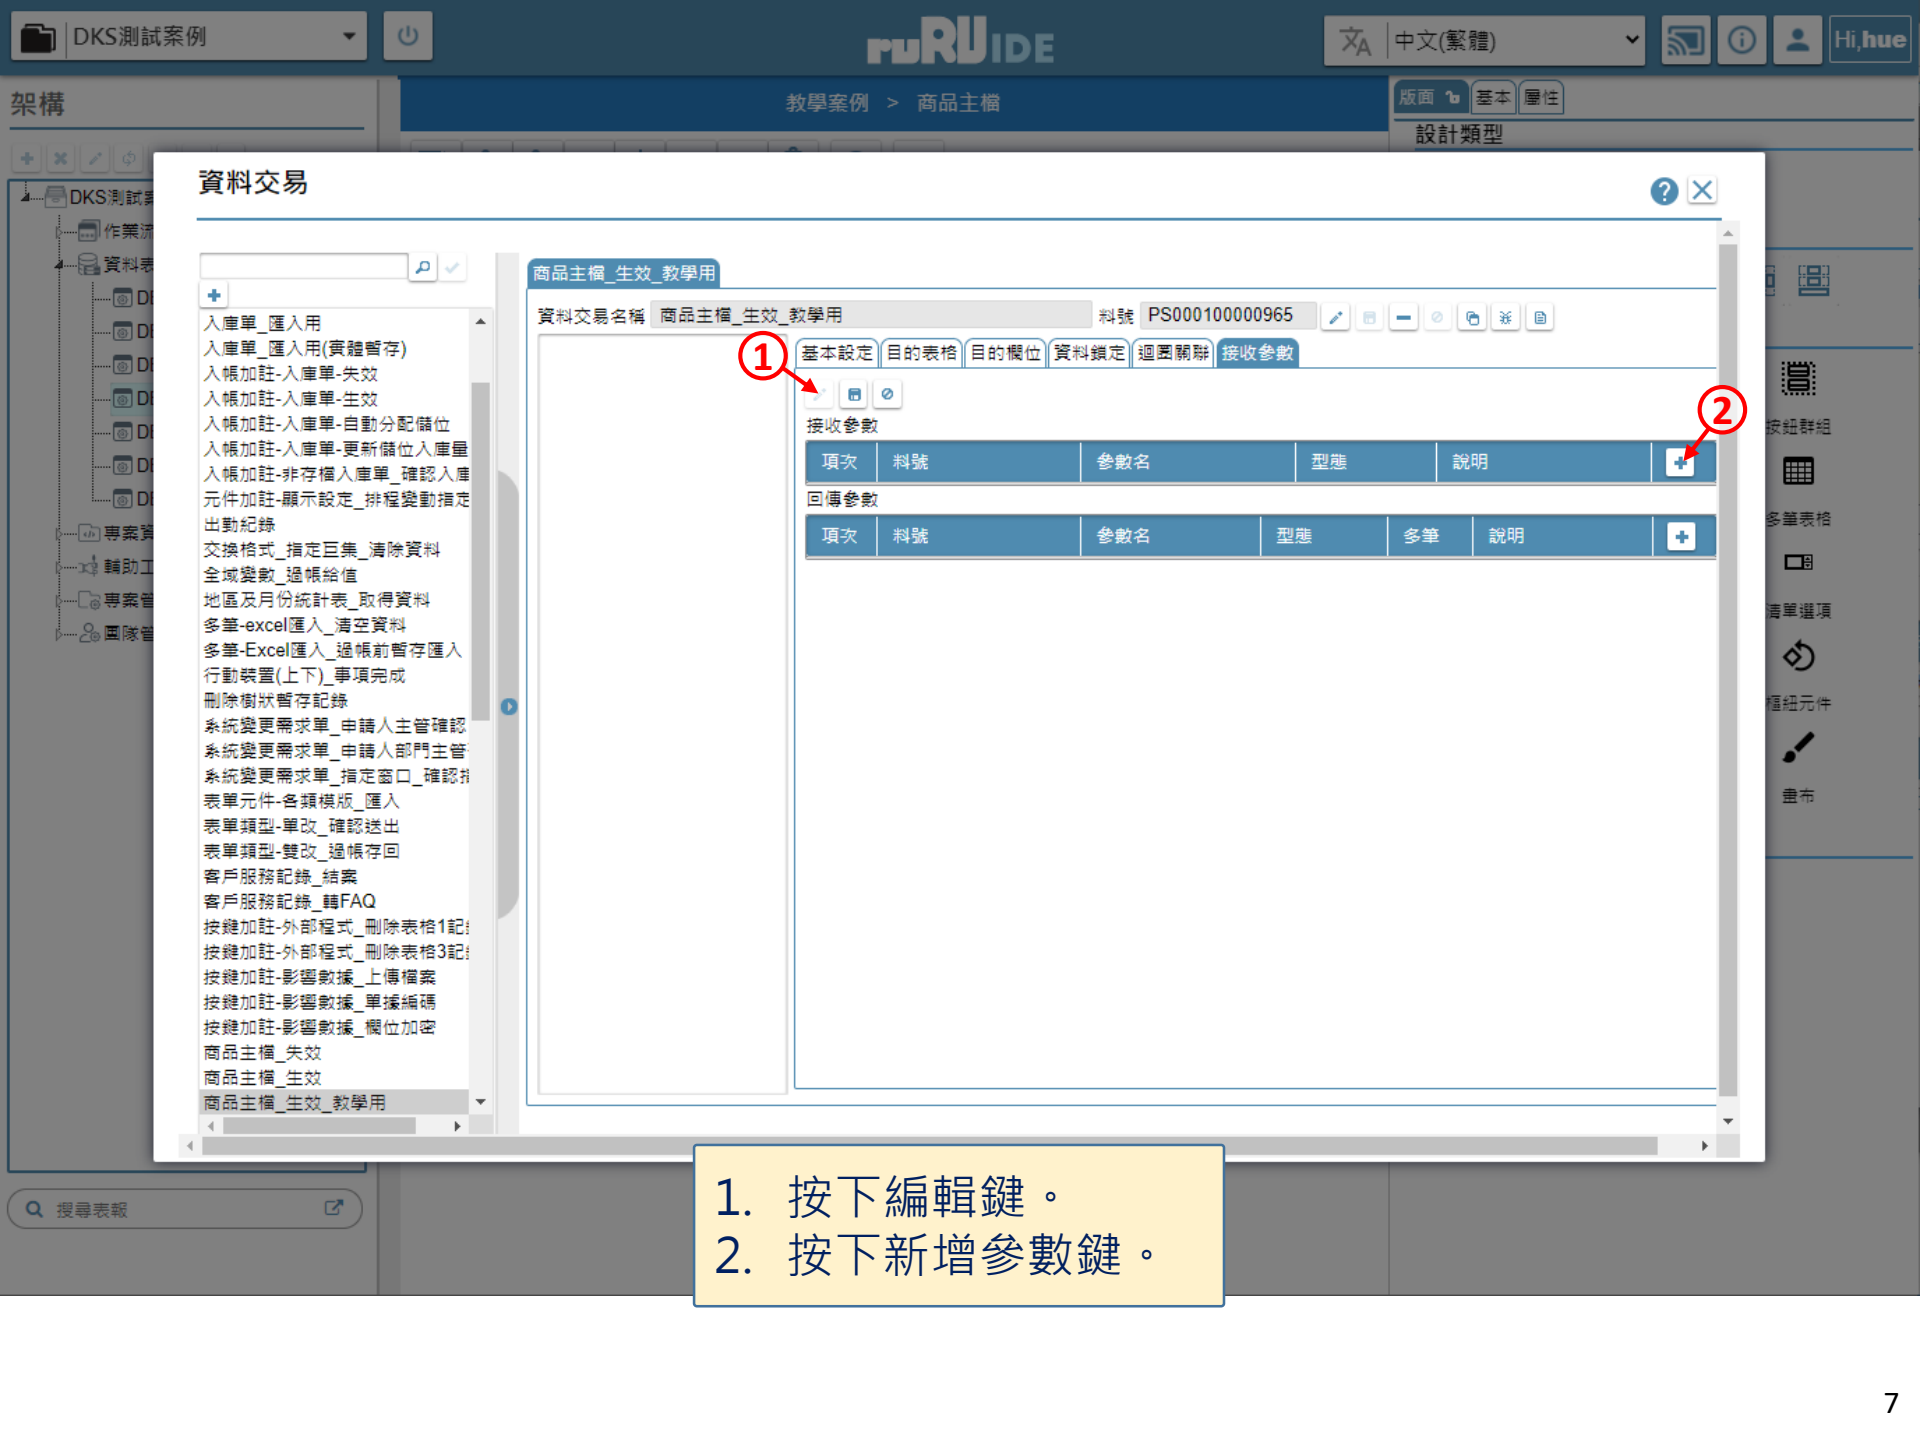 DKS測試案例
ruRUIDE
中文(繁體)
Hi,hue
架構
教學案例 > 商品主檔
版面 基本 屬性
設計類型
DKS測試
作業流
資料表
專案資
輔助工
專案管
團隊管
搜尋表報
資料交易
入庫單_匯入用
入庫單_匯入用(實體暫存)
入帳加註-入庫單-失效
入帳加註-入庫單-生效
入帳加註-入庫單-自動分配儲位
入帳加註-入庫單-更新儲位入庫量
入帳加註-非存檔入庫單_確認入庫
元件加註-顯示設定_排程變動指定
出勤紀錄
交換格式_指定巨集_清除資料
全域變數_過帳給值
地區及月份統計表_取得資料
多筆-excel匯入_清空資料
多筆-Excel匯入_過帳前暫存匯入
行動裝置(上下)_事項完成
刪除樹狀暫存記錄
系統變更需求單_申請人主管確認
系統變更需求單_申請人部門主管
系統變更需求單_指定窗口_確認指
表單元件-各類模版_匯入
表單類型-單改_確認送出
表單類型-雙改_過帳存回
客戶服務記錄_結案
客戶服務記錄_轉FAQ
按鍵加註-外部程式_刪除表格1記
按鍵加註-外部程式_刪除表格3記
按鍵加註-影響數據_上傳檔案
按鍵加註-影響數據_單據編碼
按鍵加註-影響數據_欄位加密
商品主檔_失效
商品主檔_生效
商品主檔_生效_教學用
商品主檔_生效_教學用
資料交易名稱 商品主檔_生效_教學用 料號 PS000100000965
基本設定 目的表格 目的欄位 資料鎖定 迴圈關聯 接收參數
1
2
接收參數
項次 料號 參數名 型態 說明
回傳參數
項次 料號 參數名 型態 多筆 說明
按鈕群組
多筆表格
清單選項
樞紐元件
畫布
1. 按下編輯鍵。
2. 按下新增參數鍵。
7